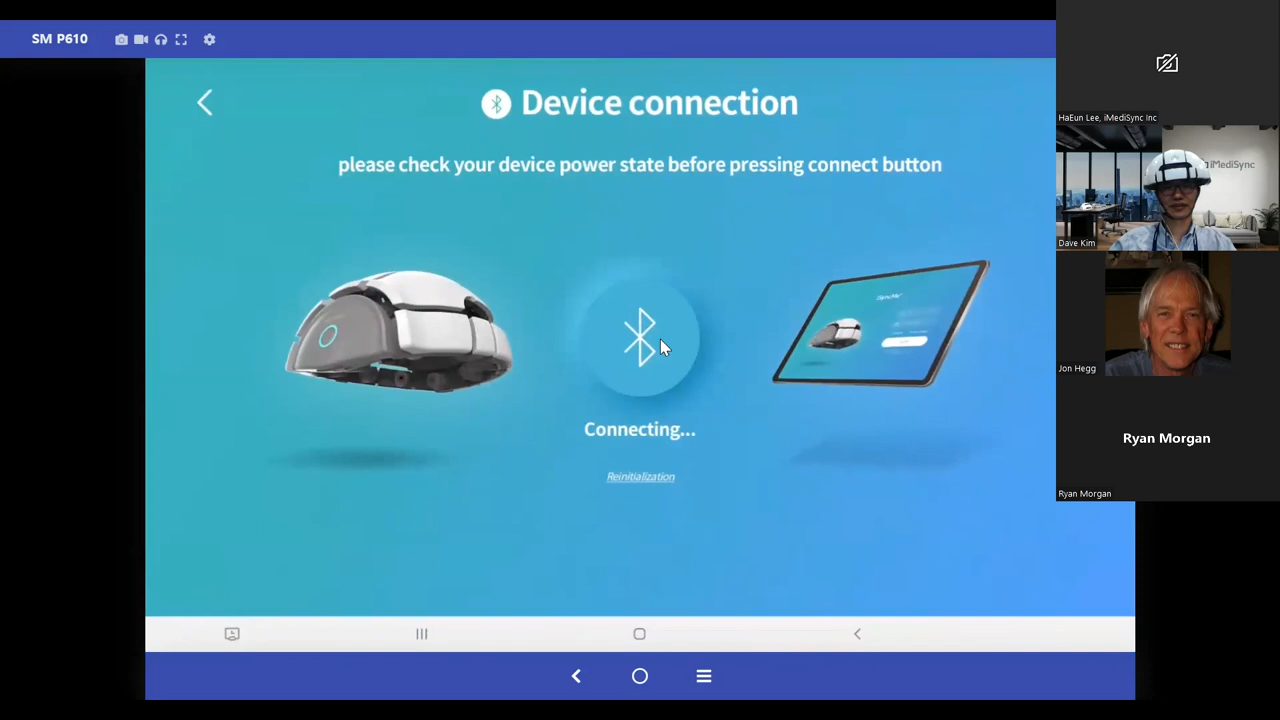 SM P610
Device connection
please check your device power state before pressing connect button
Connecting...
Reinitialization
HaEun Lee, iMediSync Inc
iMediSync
Dave Kim
Jon Hegg
Ryan Morgan
Ryan Morgan